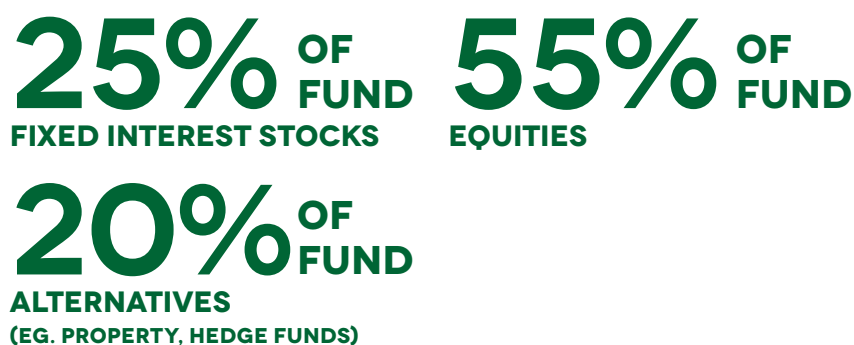 25% OF FUND
FIXED INTEREST STOCKS
55% OF FUND
EQUITIES
20% OF FUND
ALTERNATIVES
(EG. PROPERTY, HEDGE FUNDS)